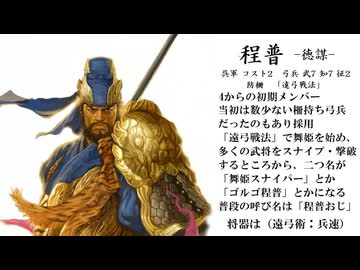 程普 -徳謀-
呉軍 コスト2 弓兵 武7 知7 征2
防柵 「遠弓戦法」
4からの初期メンバー
当初は数少ない柵持ち弓兵
だったのもあり採用
「遠弓戦法」で舞姫を始め、
多くの武将をスナイプ・撃破
するところから、二つ名が
「舞姫スナイパー」とか
「ゴルゴ程普」とかになる
普段の呼び名は「程普おじ」
将器は(遠弓術：兵速)